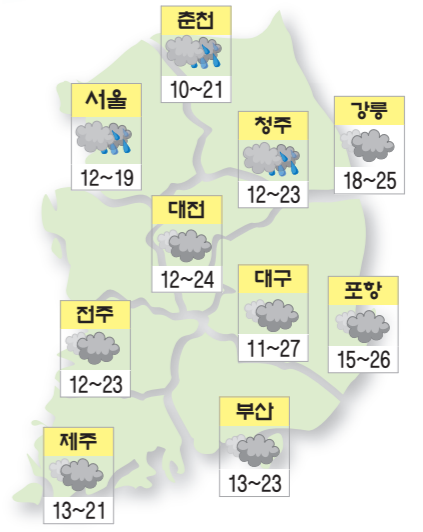 춘천
10~21
서울
12~19
강릉
18~25
청주
12~23
대전
12~24
대구
11~27
포항
15~26
전주
12~23
부산
13~23
제주
13~21